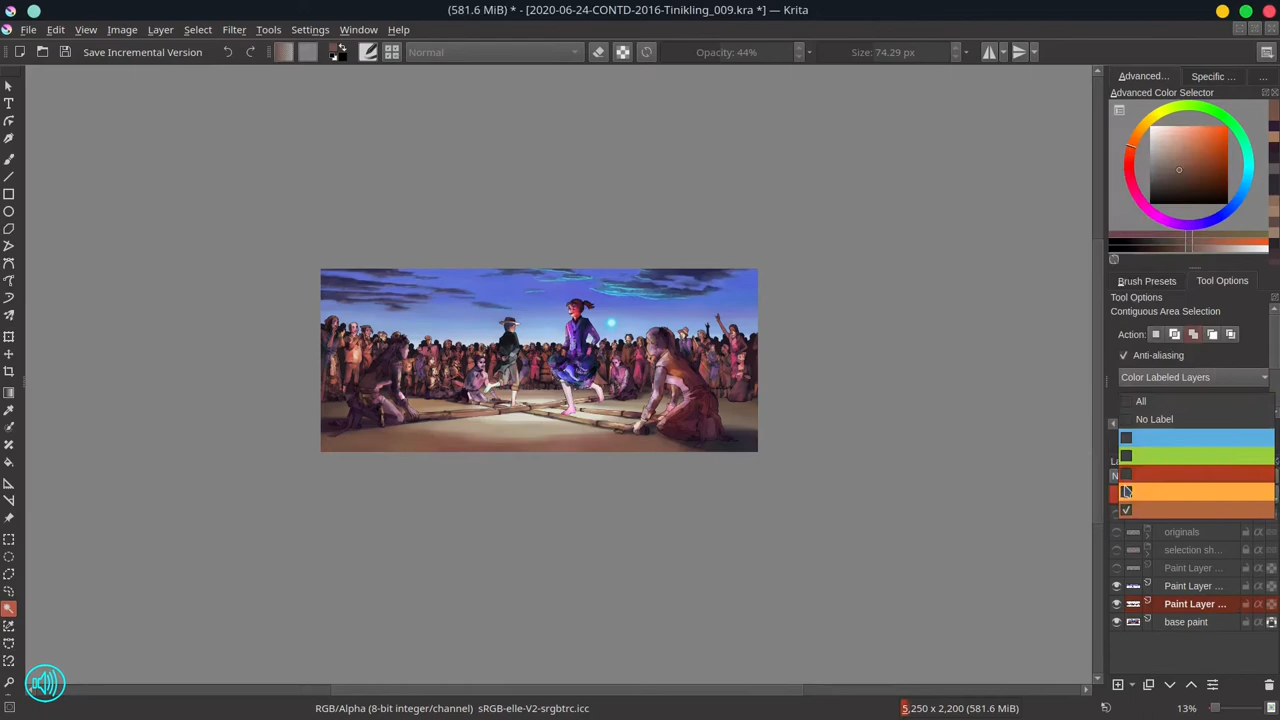 (581.6 MiB) * - [2020-06-24-CONTD-2016-Tinikling_009.kra *] — Krita
File Edit View Image Layer Select Filter Tools Settings Window Help
Save Incremental Version Normal Opacity: 44% Size: 74.29 px
Advanced... Specific ... ...
Advanced Color Selector
Brush Presets Tool Options
Tool Options
Contiguous Area Selection
Action:
Anti-aliasing
Color Labeled Layers
All
No Label
originals
selection sh...
Paint Layer ...
Paint Layer ...
Paint Layer ...
base paint
RGB/Alpha (8-bit integer/channel) sRGB-elle-V2-srgbtrc.icc 5,250 x 2,200 (581.6 MiB) 13%